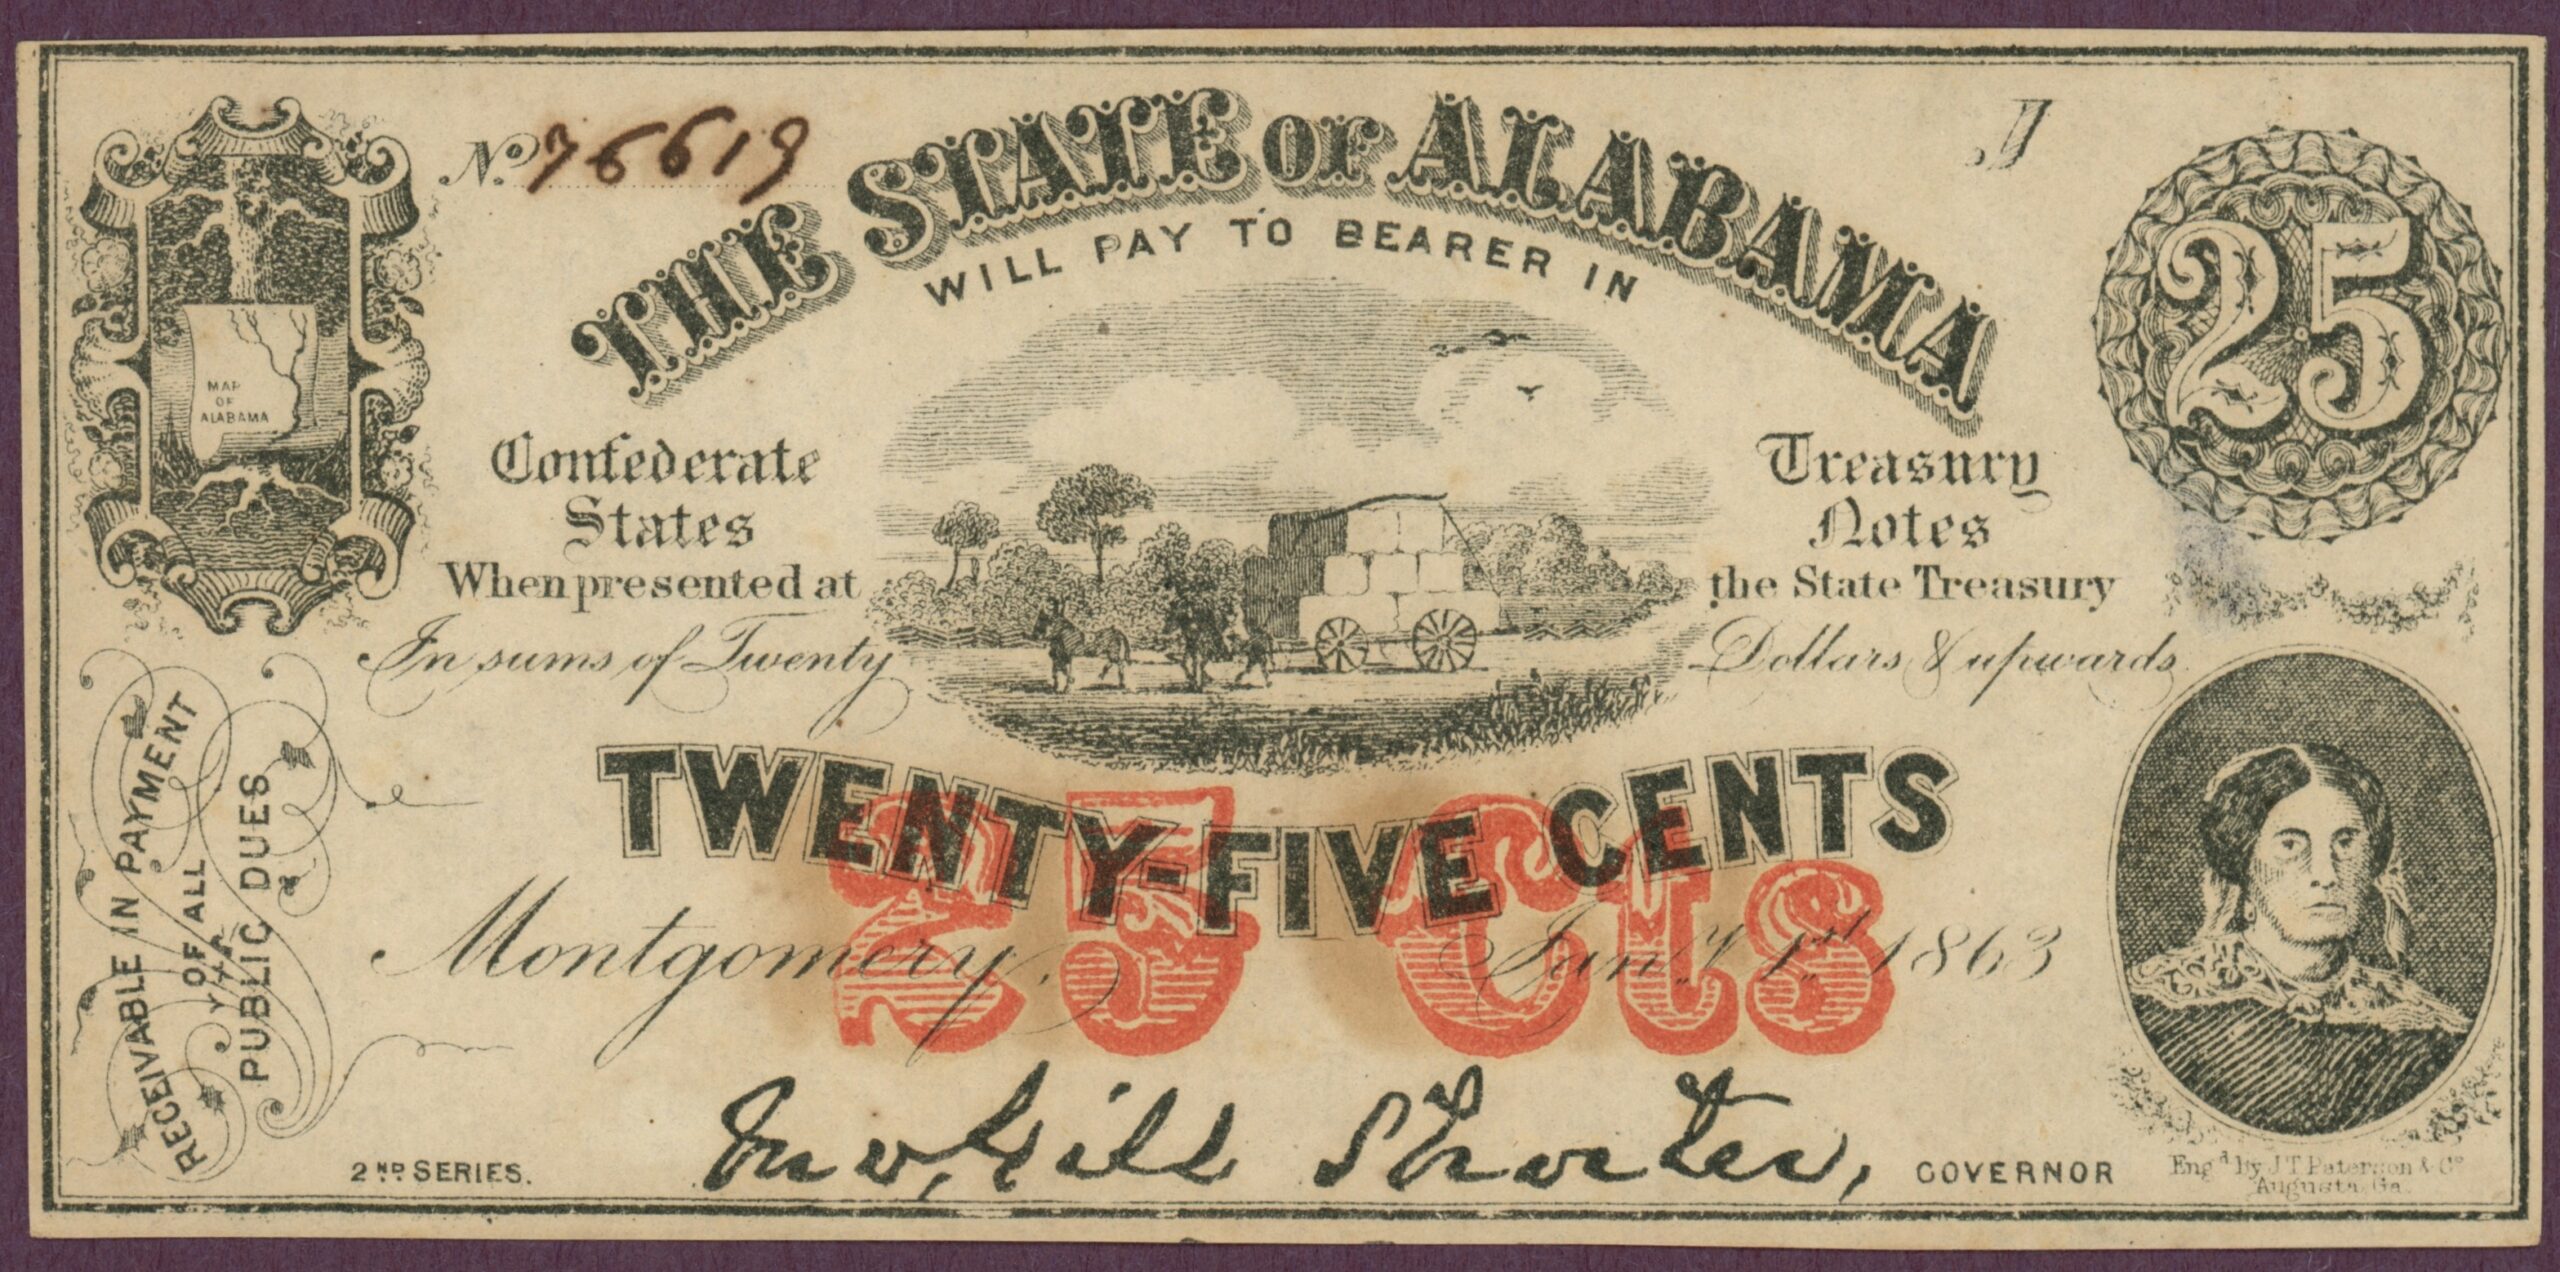 No 76619
J
THE STATE OF ALABAMA
WILL PAY TO BEARER IN
25
MAP
OF
ALABAMA
Confederate
States
Treasury
Notes
When presented at
the State Treasury
In sums of Twenty
Dollars & upwards
TWENTY-FIVE CENTS
25 Cts
Montgomery, Jany. 1st. 1863
RECEIVABLE IN PAYMENT
OF ALL
PUBLIC DUES
2ND SERIES.
Jno, Gill Shorter,
GOVERNOR
Engd by J T Paterson & Co
Augusta, Ga